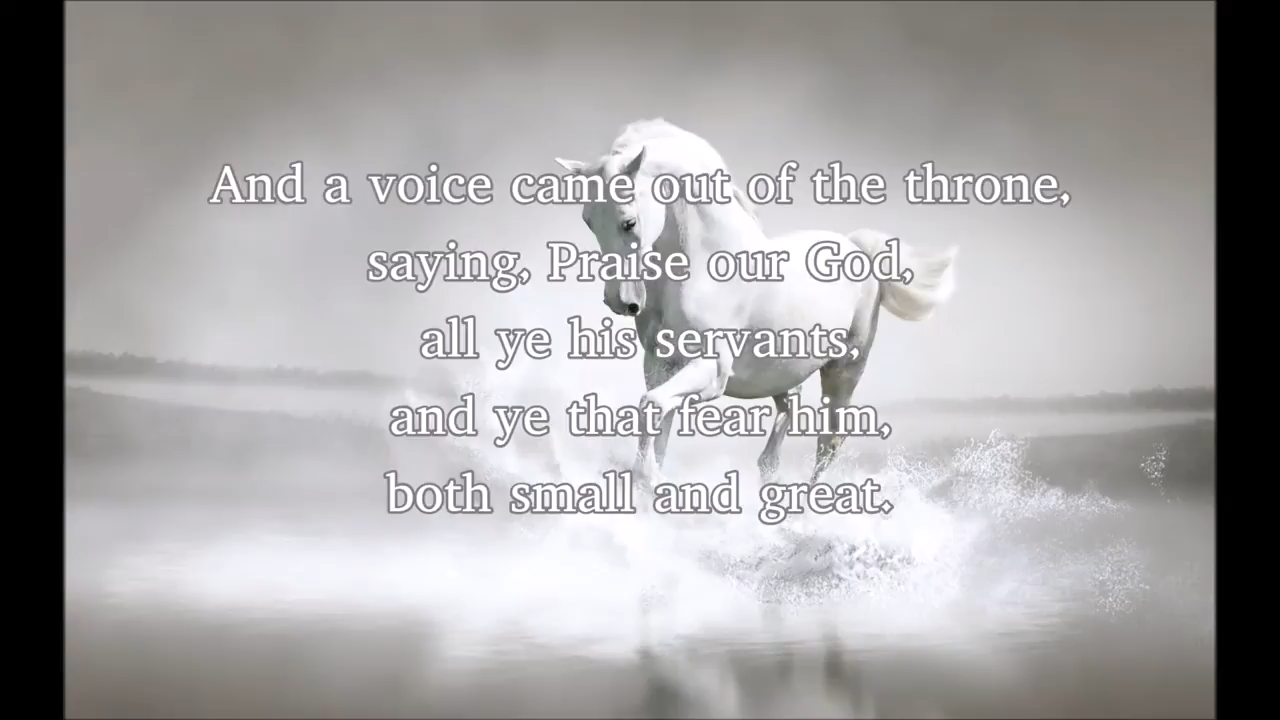 And a voice came out of the throne,
saying, Praise our God,
all ye his servants,
and ye that fear him,
both small and great.